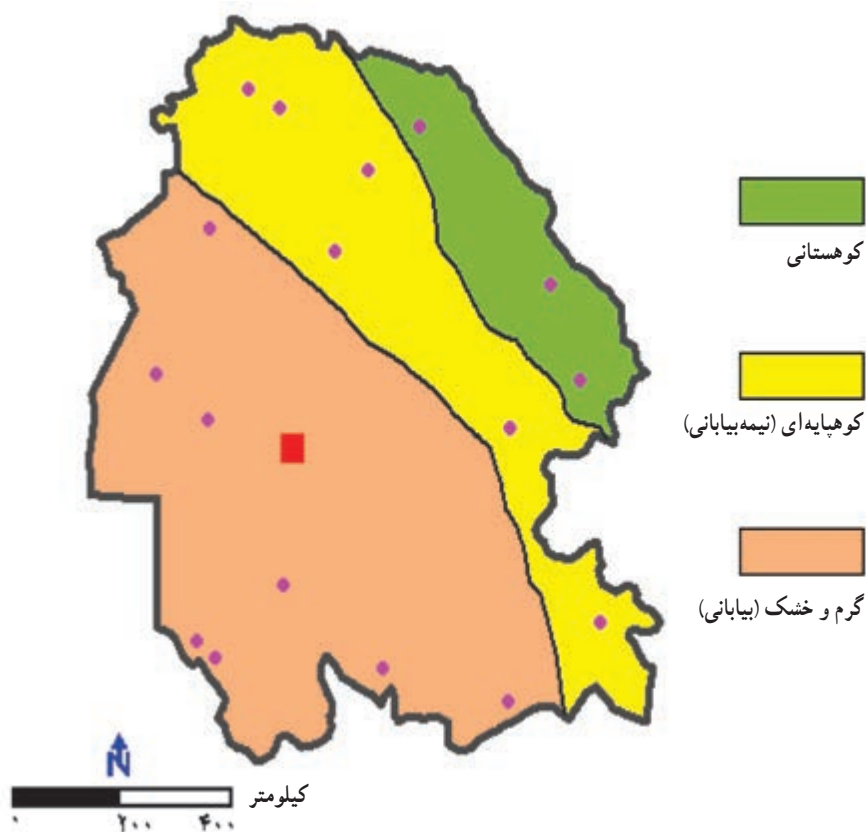 کوهستانی
کوهپایه‌ای (نیمه‌بیابانی)
گرم و خشک (بیابانی)
N
کیلومتر
۰ ۲۰۰ ۴۰۰